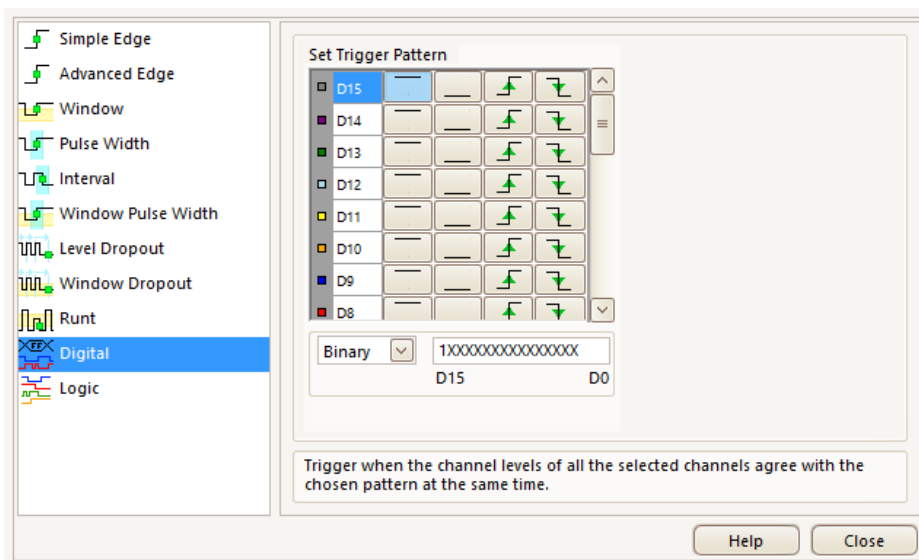 Simple Edge
Advanced Edge
Window
Pulse Width
Interval
Window Pulse Width
Level Dropout
Window Dropout
Runt
Digital
Logic
Set Trigger Pattern
D15
D14
D13
D12
D11
D10
D9
D8
Binary 1XXXXXXXXXXXXXXX
D15 D0
Trigger when the channel levels of all the selected channels agree with the
chosen pattern at the same time.
Help Close